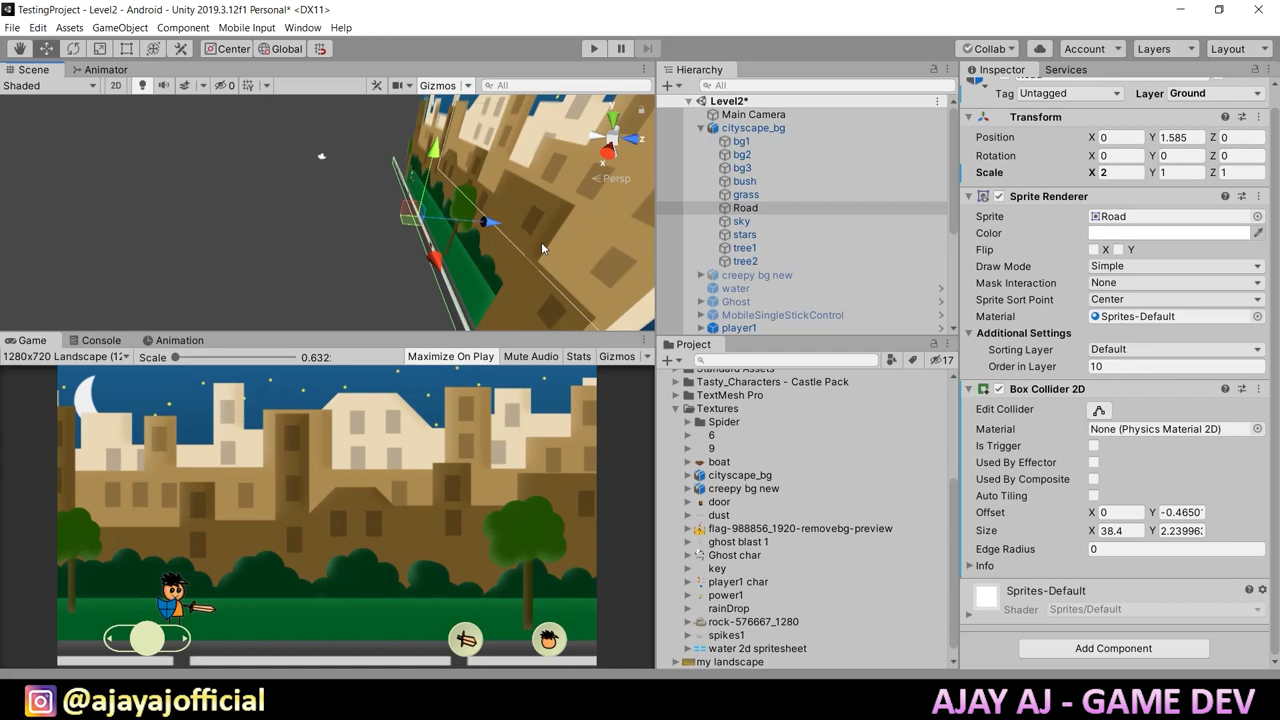 TestingProject - Level2 - Android - Unity 2019.3.12f1 Personal* <DX11>
File Edit Assets GameObject Component Mobile Input Window Help
Center Global Collab Account Layers Layout
Scene Animator
Shaded 2D 0 Gizmos All
y
z
x
Persp
Game Console Animation
1280x720 Landscape (12 Scale 0.632 Maximize On Play Mute Audio Stats Gizmos
Hierarchy
All
Level2*
Main Camera
cityscape_bg
bg1
bg2
bg3
bush
grass
Road
sky
stars
tree1
tree2
creepy bg new
water
Ghost
MobileSingleStickControl
player1
Project
17
Standard Assets
Tasty_Characters - Castle Pack
TextMesh Pro
Textures
Spider
6
9
boat
cityscape_bg
creepy bg new
door
dust
flag-988856_1920-removebg-preview
ghost blast 1
Ghost char
key
player1 char
power1
rainDrop
rock-576667_1280
spikes1
water 2d spritesheet
my landscape
Inspector Services
Tag Untagged Layer Ground
Transform
Position X 0 Y 1.585 Z 0
Rotation X 0 Y 0 Z 0
Scale X 2 Y 1 Z 1
Sprite Renderer
Sprite Road
Color
Flip X Y
Draw Mode Simple
Mask Interaction None
Sprite Sort Point Center
Material Sprites-Default
Additional Settings
Sorting Layer Default
Order in Layer 10
Box Collider 2D
Edit Collider
Material None (Physics Material 2D)
Is Trigger
Used By Effector
Used By Composite
Auto Tiling
Offset X 0 Y -0.4650
Size X 38.4 Y 2.23996
Edge Radius 0
Info
Sprites-Default
Shader Sprites/Default
Add Component
@ajayajofficial AJAY AJ - GAME DEV